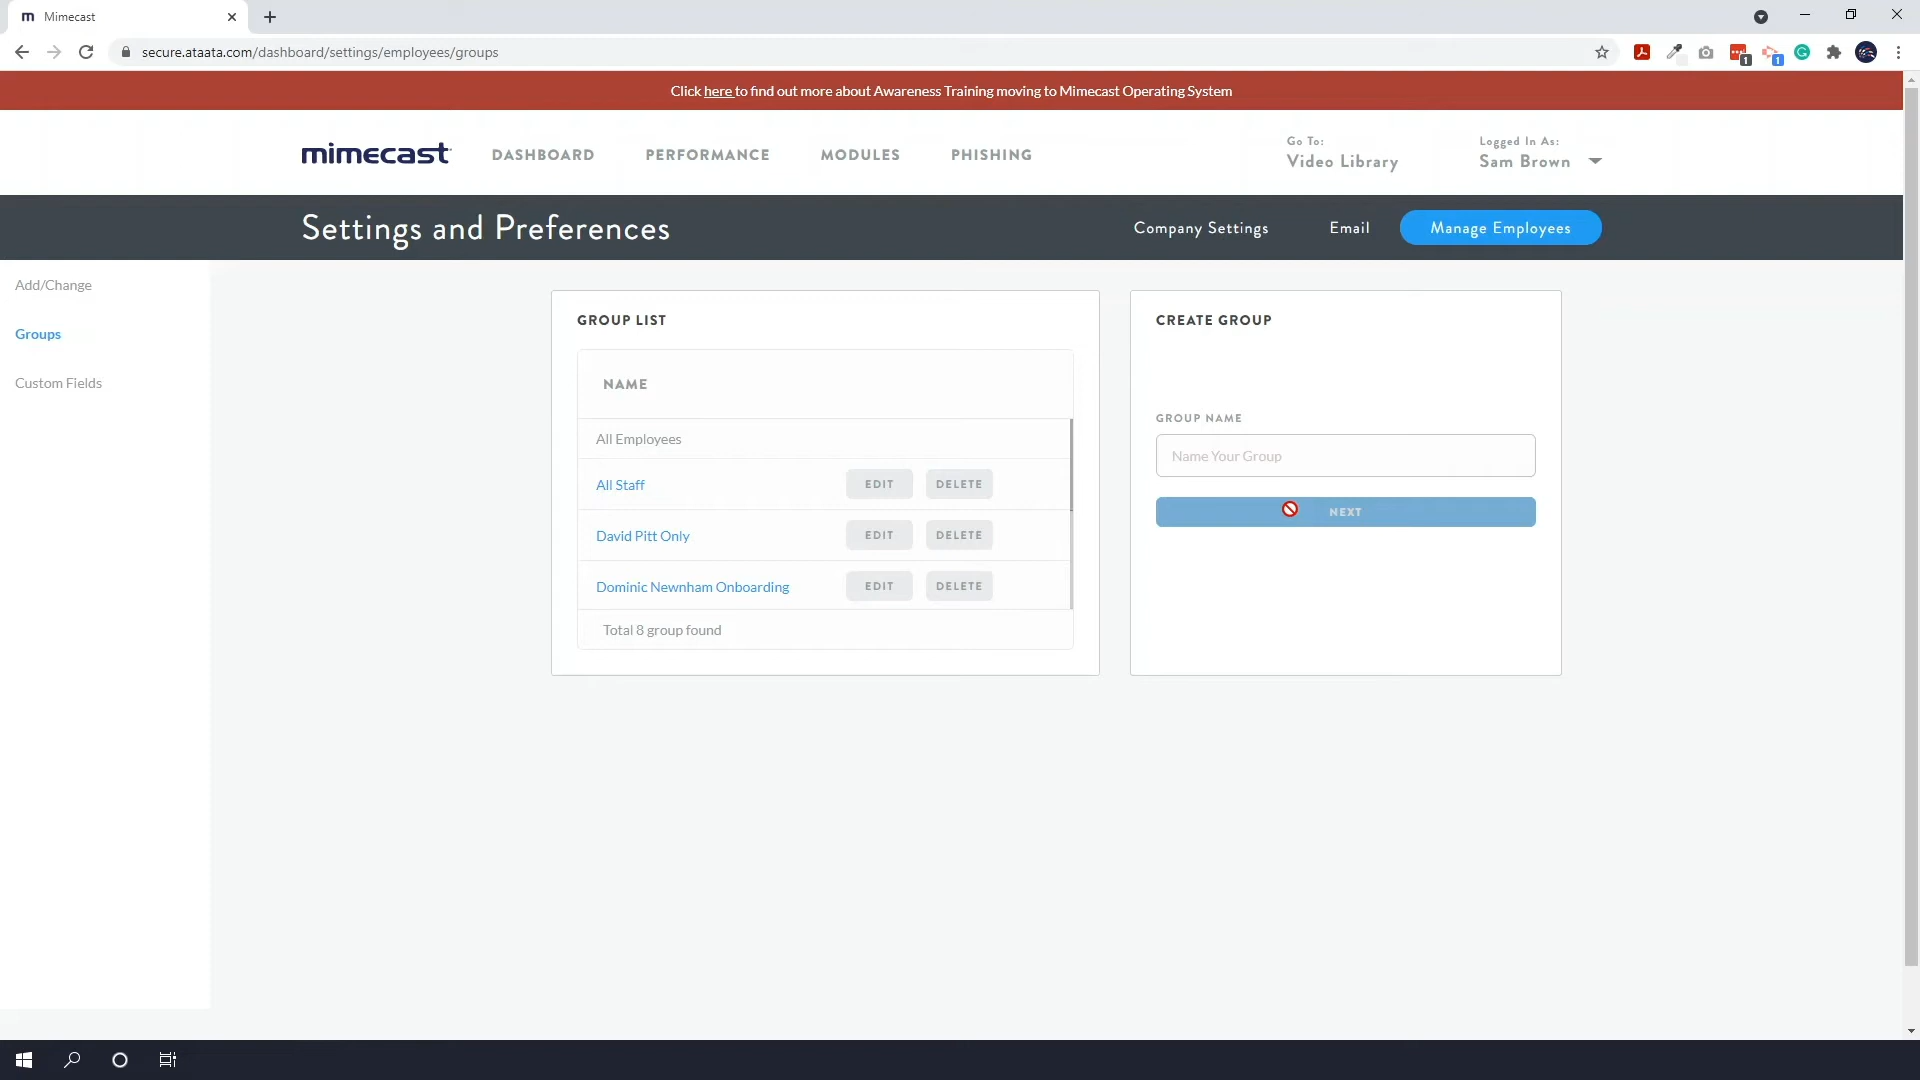 Mimecast
secure.ataata.com/dashboard/settings/employees/groups
1
1
Click here to find out more about Awareness Training moving to Mimecast Operating System
mimecast
DASHBOARD
PERFORMANCE
MODULES
PHISHING
Go To:
Video Library
Logged In As:
Sam Brown
Settings and Preferences
Company Settings
Email
Manage Employees
Add/Change
Groups
Custom Fields
GROUP LIST
NAME
All Employees
All Staff EDIT DELETE
David Pitt Only EDIT DELETE
Dominic Newnham Onboarding EDIT DELETE
Total 8 group found
CREATE GROUP
GROUP NAME
Name Your Group
NEXT